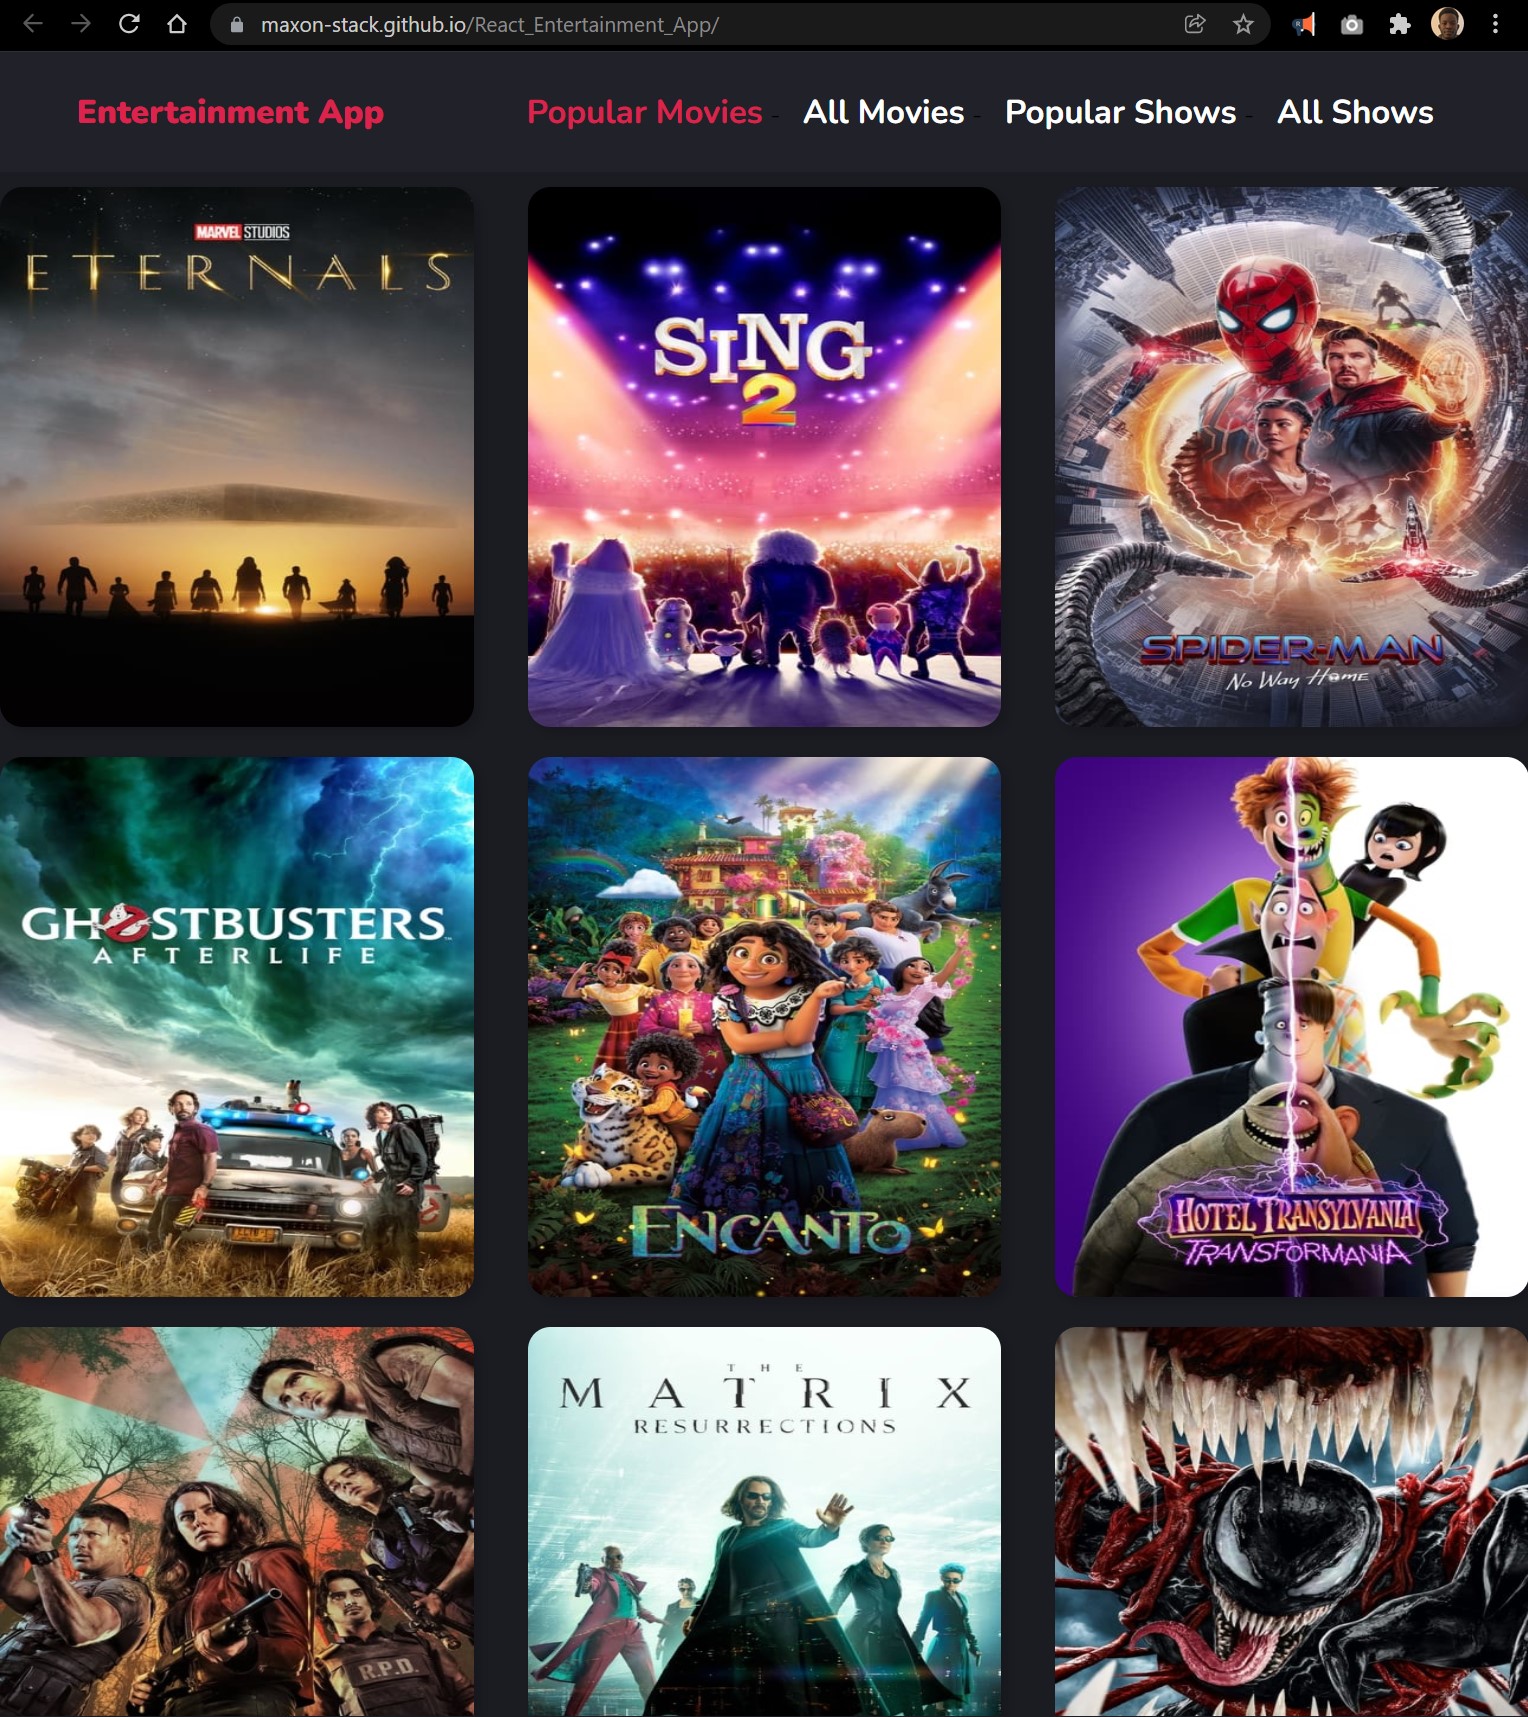 maxon-stack.github.io/React_Entertainment_App/
Entertainment App
Popular Movies - All Movies - Popular Shows - All Shows
MARVEL STUDIOS
ETERNALS
SING
2
SPIDER-MAN
NO WAY HOME
GHOSTBUSTERS
AFTERLIFE
ENCANTO
HOTEL TRANSYLVANIA
TRANSFORMANIA
R.P.D.
THE
MATRIX
RESURRECTIONS